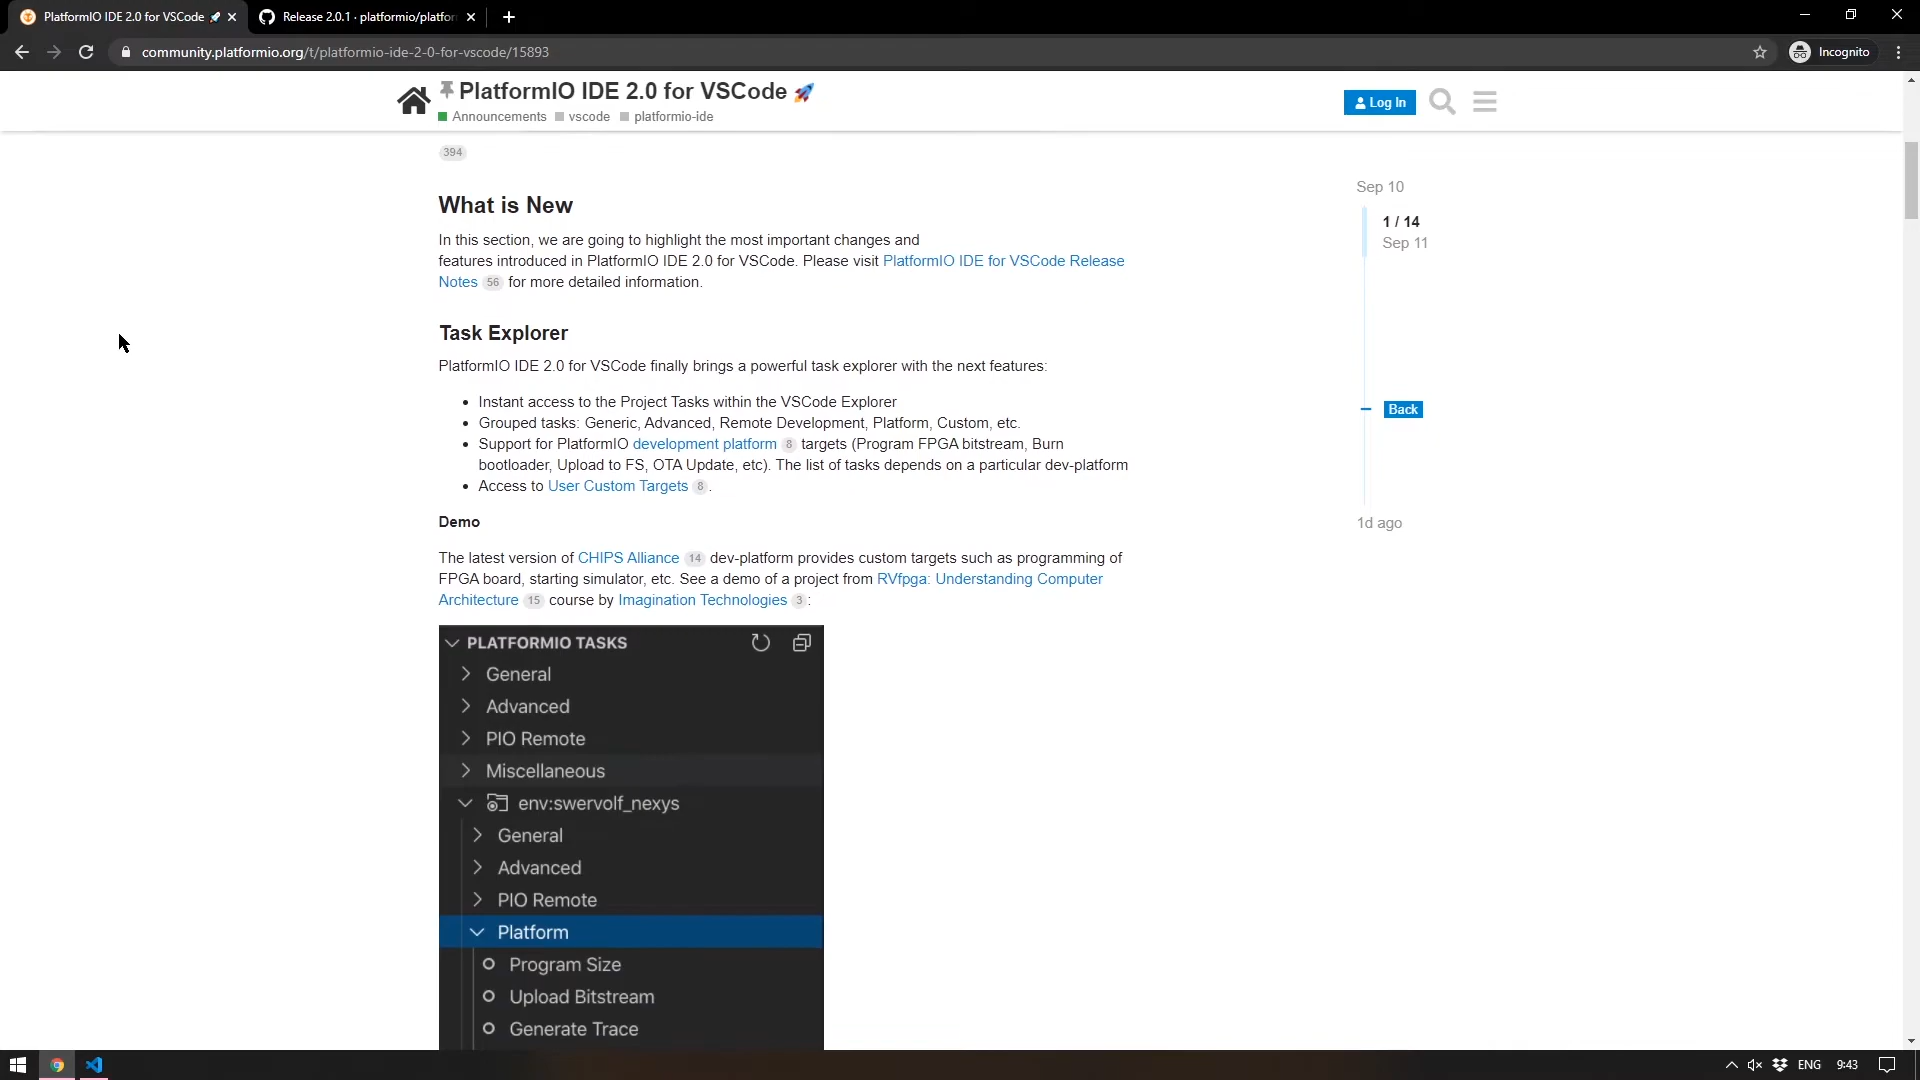 PlatformIO IDE 2.0 for VSCode 🚀
Release 2.0.1 · platformio/platfor
community.platformio.org/t/platformio-ide-2-0-for-vscode/15893
Incognito
PlatformIO IDE 2.0 for VSCode 🚀
Announcements vscode platformio-ide
Log In
394
What is New
In this section, we are going to highlight the most important changes and
features introduced in PlatformIO IDE 2.0 for VSCode. Please visit PlatformIO IDE for VSCode Release
Notes 56 for more detailed information.
Task Explorer
PlatformIO IDE 2.0 for VSCode finally brings a powerful task explorer with the next features:
• Instant access to the Project Tasks within the VSCode Explorer
• Grouped tasks: Generic, Advanced, Remote Development, Platform, Custom, etc.
• Support for PlatformIO development platform 8 targets (Program FPGA bitstream, Burn
bootloader, Upload to FS, OTA Update, etc). The list of tasks depends on a particular dev-platform
• Access to User Custom Targets 8 .
Demo
The latest version of CHIPS Alliance 14 dev-platform provides custom targets such as programming of
FPGA board, starting simulator, etc. See a demo of a project from RVfpga: Understanding Computer
Architecture 15 course by Imagination Technologies 3 :
PLATFORMIO TASKS
General
Advanced
PIO Remote
Miscellaneous
env:swervolf_nexys
General
Advanced
PIO Remote
Platform
Program Size
Upload Bitstream
Generate Trace
Sep 10
1 / 14
Sep 11
Back
1d ago
ENG
9:43